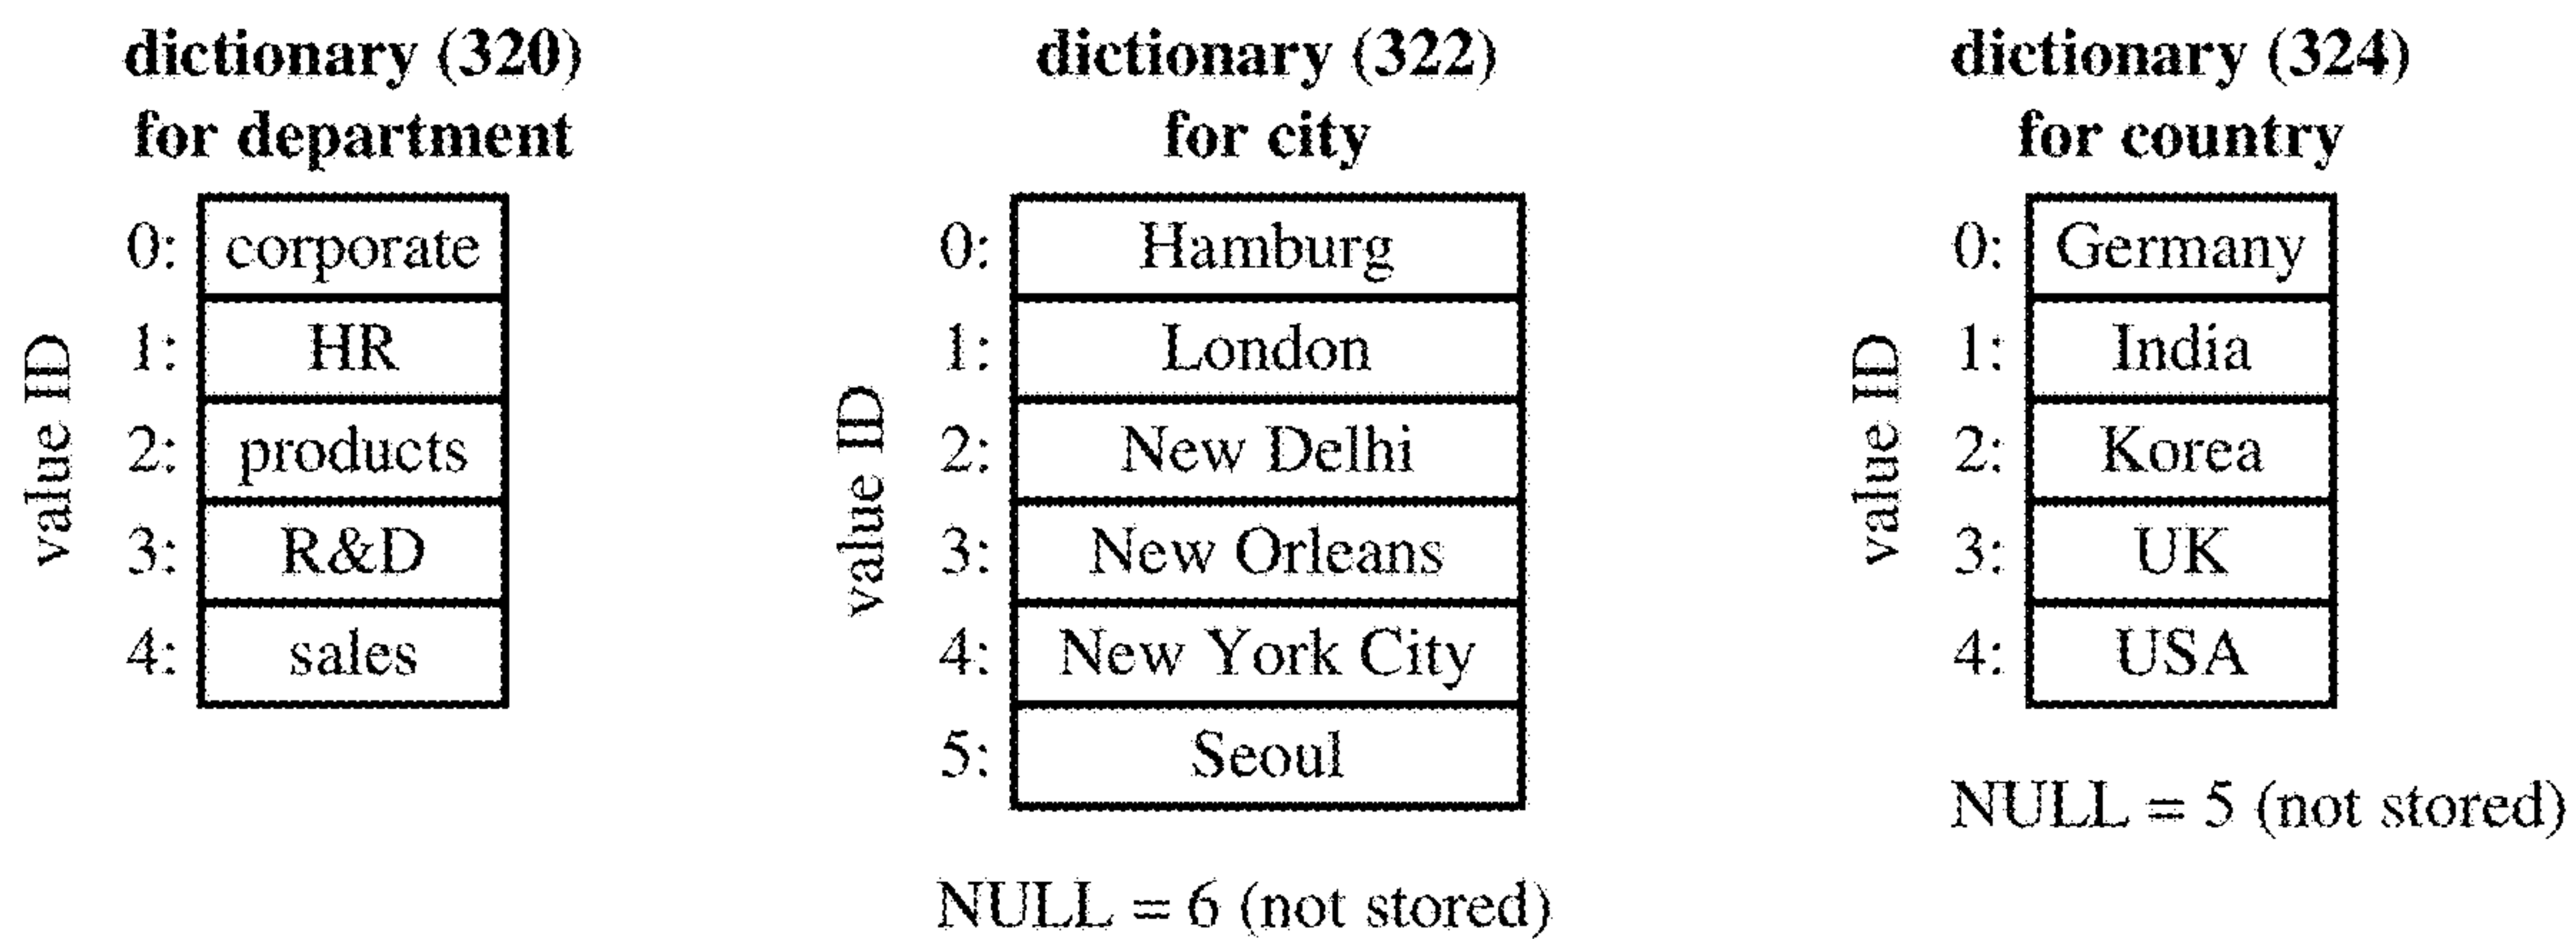 dictionary (320)
for department
value ID
0: corporate
1: HR
2: products
3: R&D
4: sales
dictionary (322)
for city
value ID
0: Hamburg
1: London
2: New Delhi
3: New Orleans
4: New York City
5: Seoul
NULL = 6 (not stored)
dictionary (324)
for country
value ID
0: Germany
1: India
2: Korea
3: UK
4: USA
NULL = 5 (not stored)